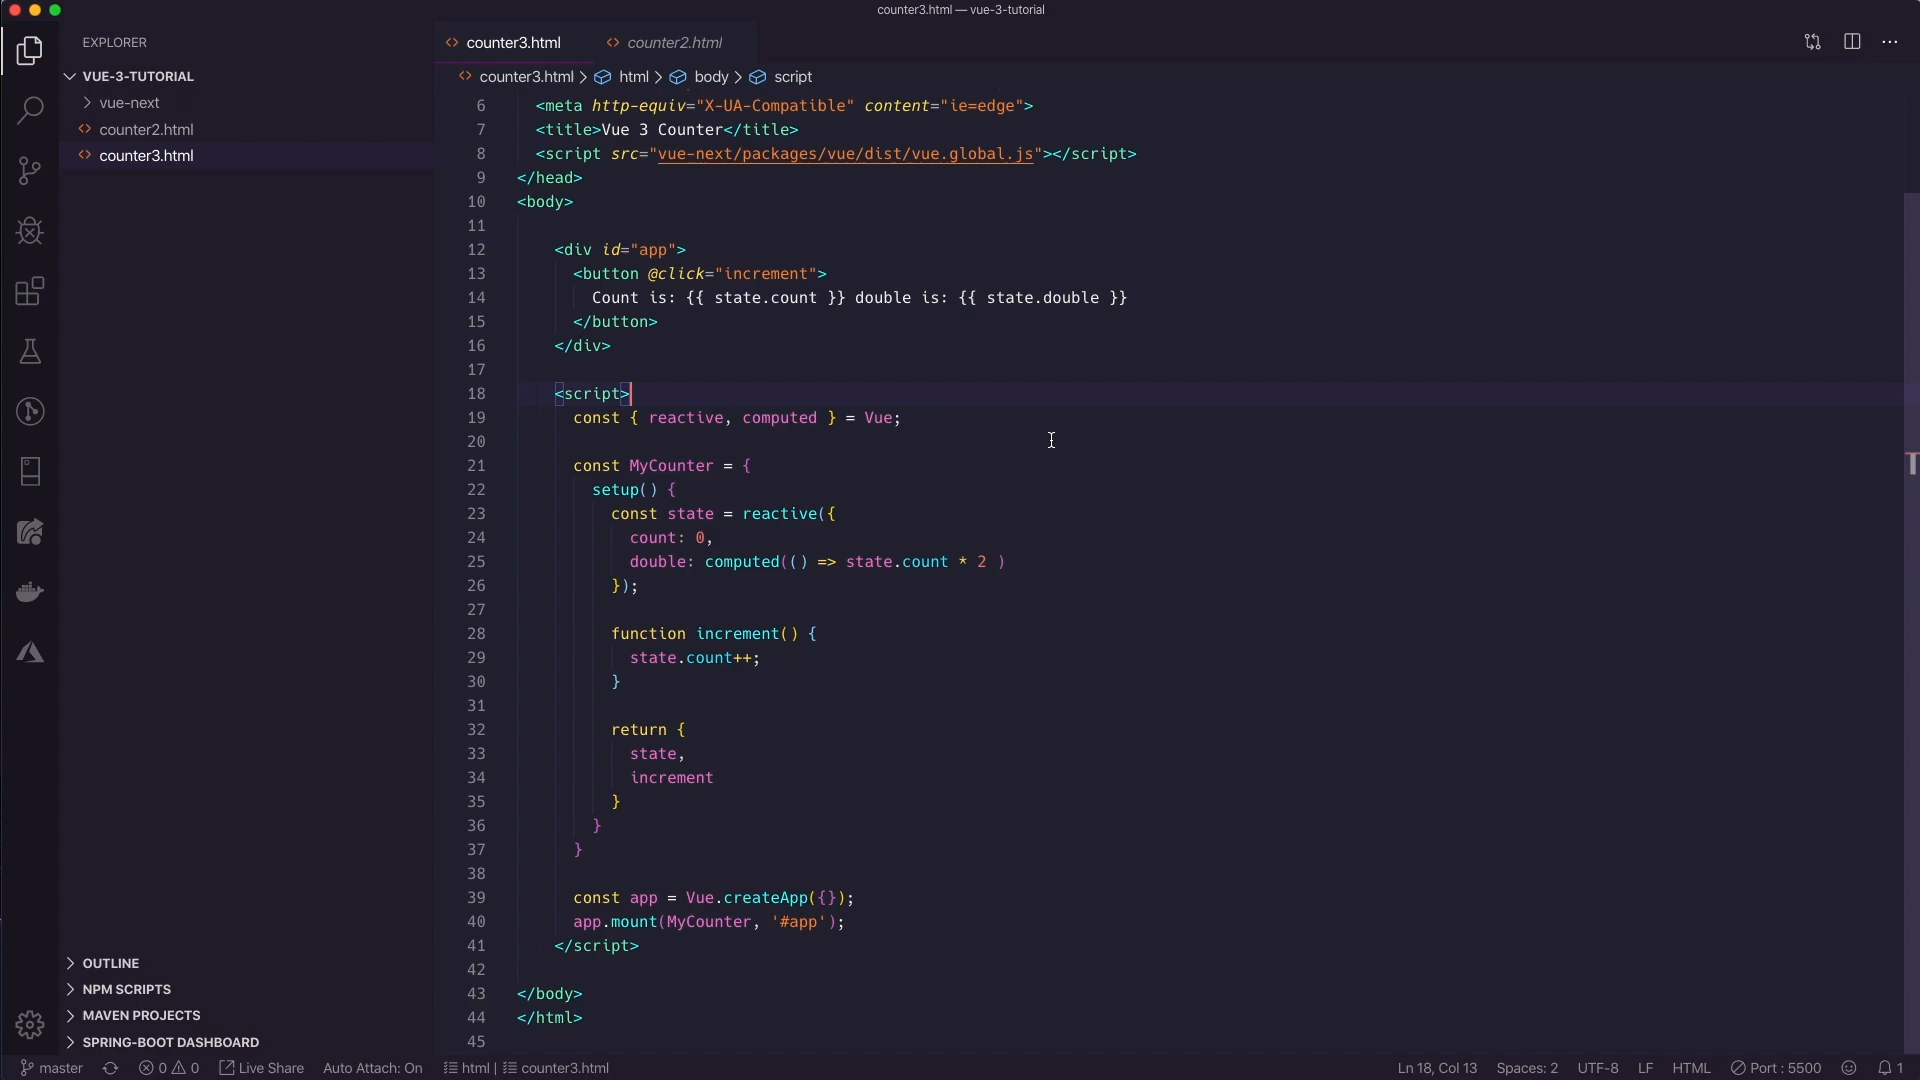 counter3.html — vue-3-tutorial
EXPLORER
VUE-3-TUTORIAL
vue-next
counter2.html
counter3.html
counter3.html
counter2.html
counter3.html > html > body > script
6 <meta http-equiv="X-UA-Compatible" content="ie=edge">
7 <title>Vue 3 Counter</title>
8 <script src="vue-next/packages/vue/dist/vue.global.js"></script>
9 </head>
10 <body>
11
12 <div id="app">
13 <button @click="increment">
14 Count is: {{ state.count }} double is: {{ state.double }}
15 </button>
16 </div>
17
18 <script>
19 const { reactive, computed } = Vue;
20
21 const MyCounter = {
22 setup() {
23 const state = reactive({
24 count: 0,
25 double: computed(() => state.count * 2 )
26 });
27
28 function increment() {
29 state.count++;
30 }
31
32 return {
33 state,
34 increment
35 }
36 }
37 }
38
39 const app = Vue.createApp({});
40 app.mount(MyCounter, '#app');
41 </script>
42
43 </body>
44 </html>
45
OUTLINE
NPM SCRIPTS
MAVEN PROJECTS
SPRING-BOOT DASHBOARD
master 0 0 Live Share Auto Attach: On html | counter3.html Ln 18, Col 13 Spaces: 2 UTF-8 LF HTML Port : 5500 1